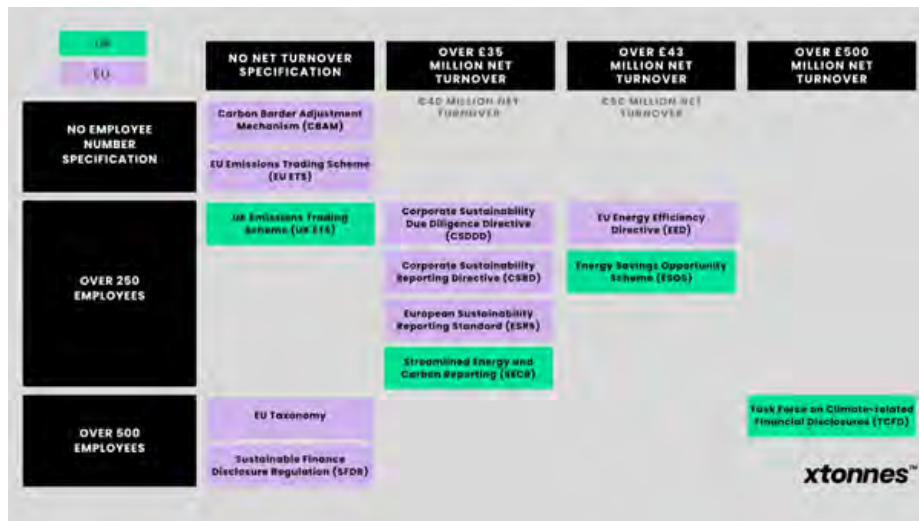 UK
EU
NO NET TURNOVER
SPECIFICATION
OVER £35
MILLION NET
TURNOVER
OVER £43
MILLION NET
TURNOVER
OVER £500
MILLION NET
TURNOVER
€40 MILLION NET
TURNOVER
€50 MILLION NET
TURNOVER
NO EMPLOYEE
NUMBER
SPECIFICATION
Carbon Border Adjustment
Mechanism (CBAM)
EU Emissions Trading Scheme
(EU ETS)
OVER 250
EMPLOYEES
UK Emissions Trading
Scheme (UK ETS)
Corporate Sustainability
Due Diligence Directive
(CSDDD)
EU Energy Efficiency
Directive (EED)
Corporate Sustainability
Reporting Directive (CSRD)
Energy Savings Opportunity
Scheme (ESOS)
European Sustainability
Reporting Standard (ESRS)
Streamlined Energy and
Carbon Reporting (SECR)
OVER 500
EMPLOYEES
EU Taxonomy
Task Force on Climate-related
Financial Disclosures (TCFD)
Sustainable Finance
Disclosure Regulation (SFDR)
xtonnes™